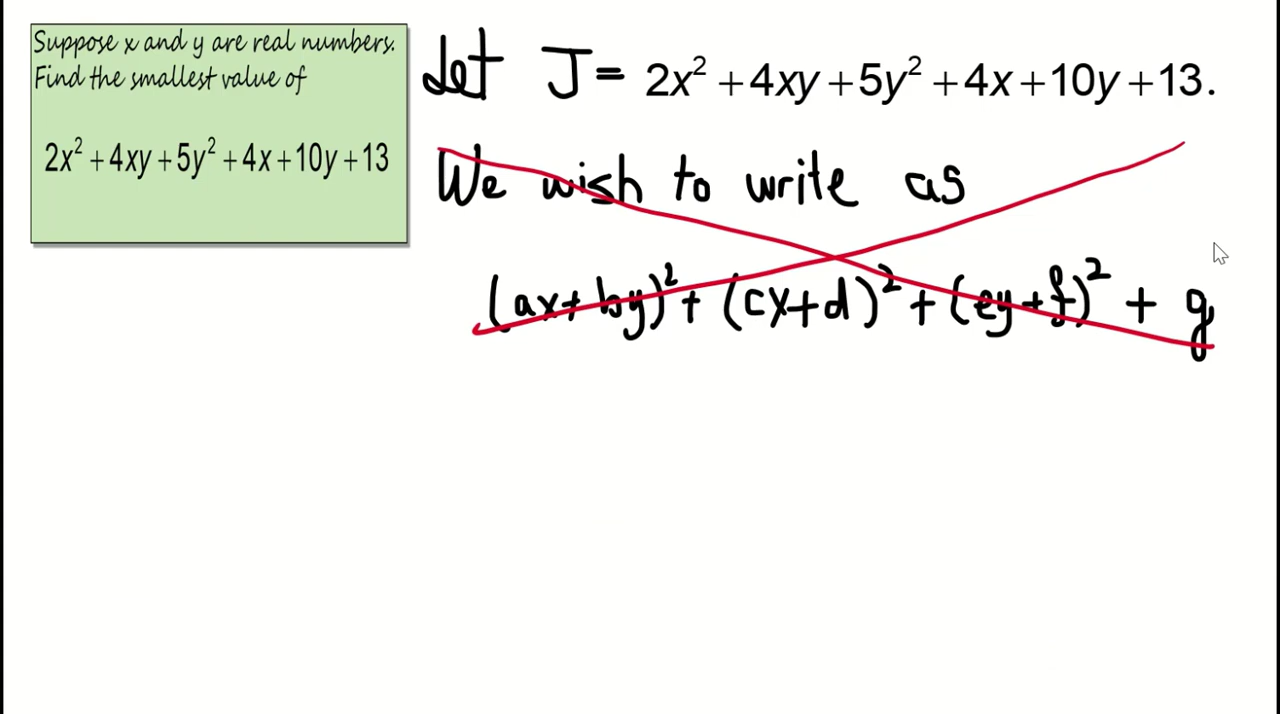 Suppose x and y are real numbers.
Find the smallest value of
2x² + 4xy + 5y² + 4x + 10y + 13
Let J = 2x² + 4xy + 5y² + 4x + 10y + 13.
We wish to write as
(ax + by)² + (cx + d)² + (ey + f)² + g